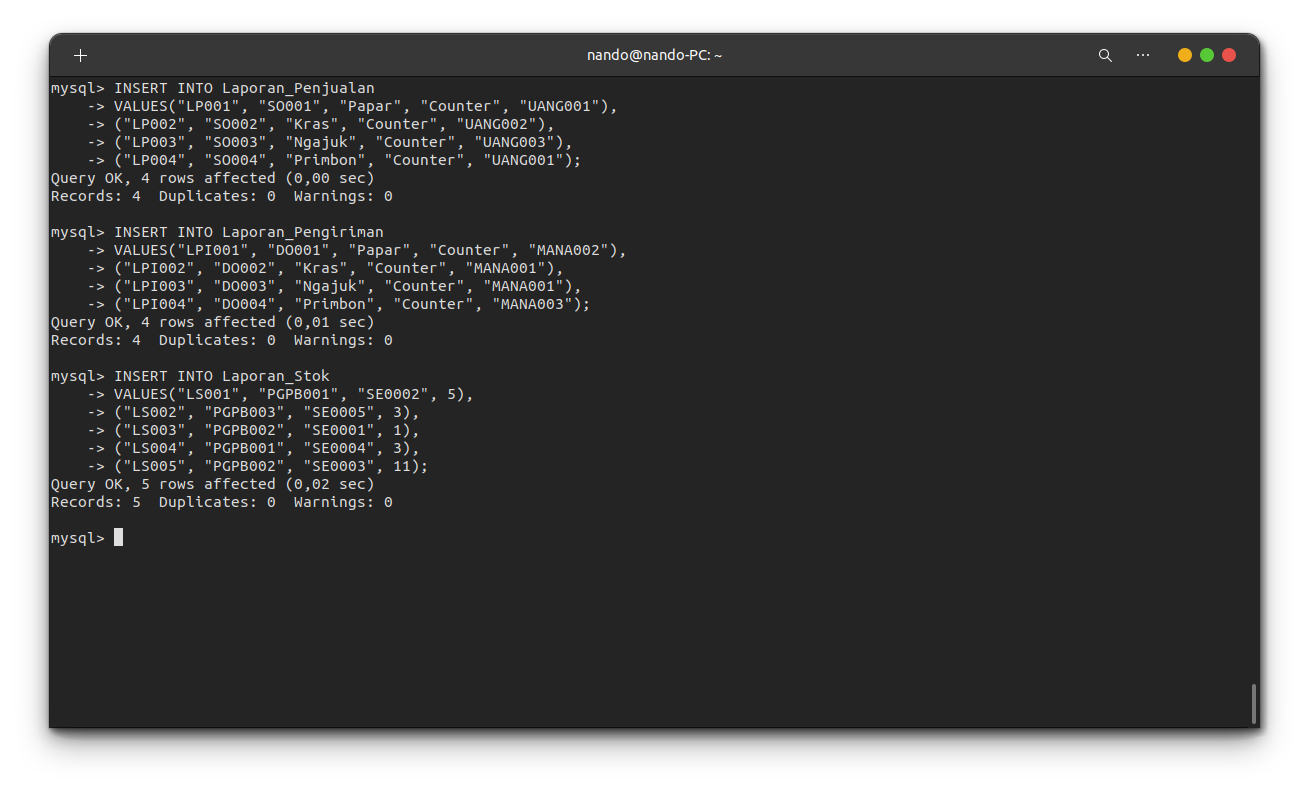 nando@nando-PC: ~
mysql> INSERT INTO Laporan_Penjualan
    -> VALUES("LP001", "SO001", "Papar", "Counter", "UANG001"),
    -> ("LP002", "SO002", "Kras", "Counter", "UANG002"),
    -> ("LP003", "SO003", "Ngajuk", "Counter", "UANG003"),
    -> ("LP004", "SO004", "Primbon", "Counter", "UANG001");
Query OK, 4 rows affected (0,00 sec)
Records: 4  Duplicates: 0  Warnings: 0
mysql> INSERT INTO Laporan_Pengiriman
    -> VALUES("LPI001", "DO001", "Papar", "Counter", "MANA002"),
    -> ("LPI002", "DO002", "Kras", "Counter", "MANA001"),
    -> ("LPI003", "DO003", "Ngajuk", "Counter", "MANA001"),
    -> ("LPI004", "DO004", "Primbon", "Counter", "MANA003");
Query OK, 4 rows affected (0,01 sec)
Records: 4  Duplicates: 0  Warnings: 0
mysql> INSERT INTO Laporan_Stok
    -> VALUES("LS001", "PGPB001", "SE0002", 5),
    -> ("LS002", "PGPB003", "SE0005", 3),
    -> ("LS003", "PGPB002", "SE0001", 1),
    -> ("LS004", "PGPB001", "SE0004", 3),
    -> ("LS005", "PGPB002", "SE0003", 11);
Query OK, 5 rows affected (0,02 sec)
Records: 5  Duplicates: 0  Warnings: 0
mysql>